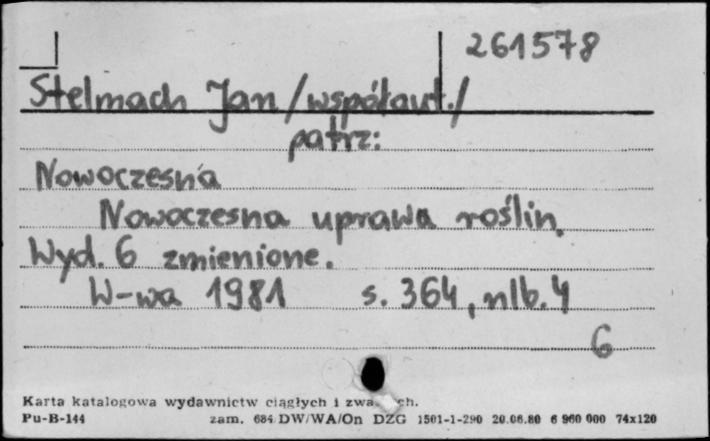 261578
Stelmach Jan /współaut./
patrz:
Nowoczesna
Nowoczesna uprawa roślin.
Wyd. 6 zmienione.
W-wa 1981 s. 364, nlb. 4
6
Karta katalogowa wydawnictw ciągłych i
Pu-B-144 zam. 684 DW/WA/On DZG 1501-1-290 20.06.80 6 960 000 74x120